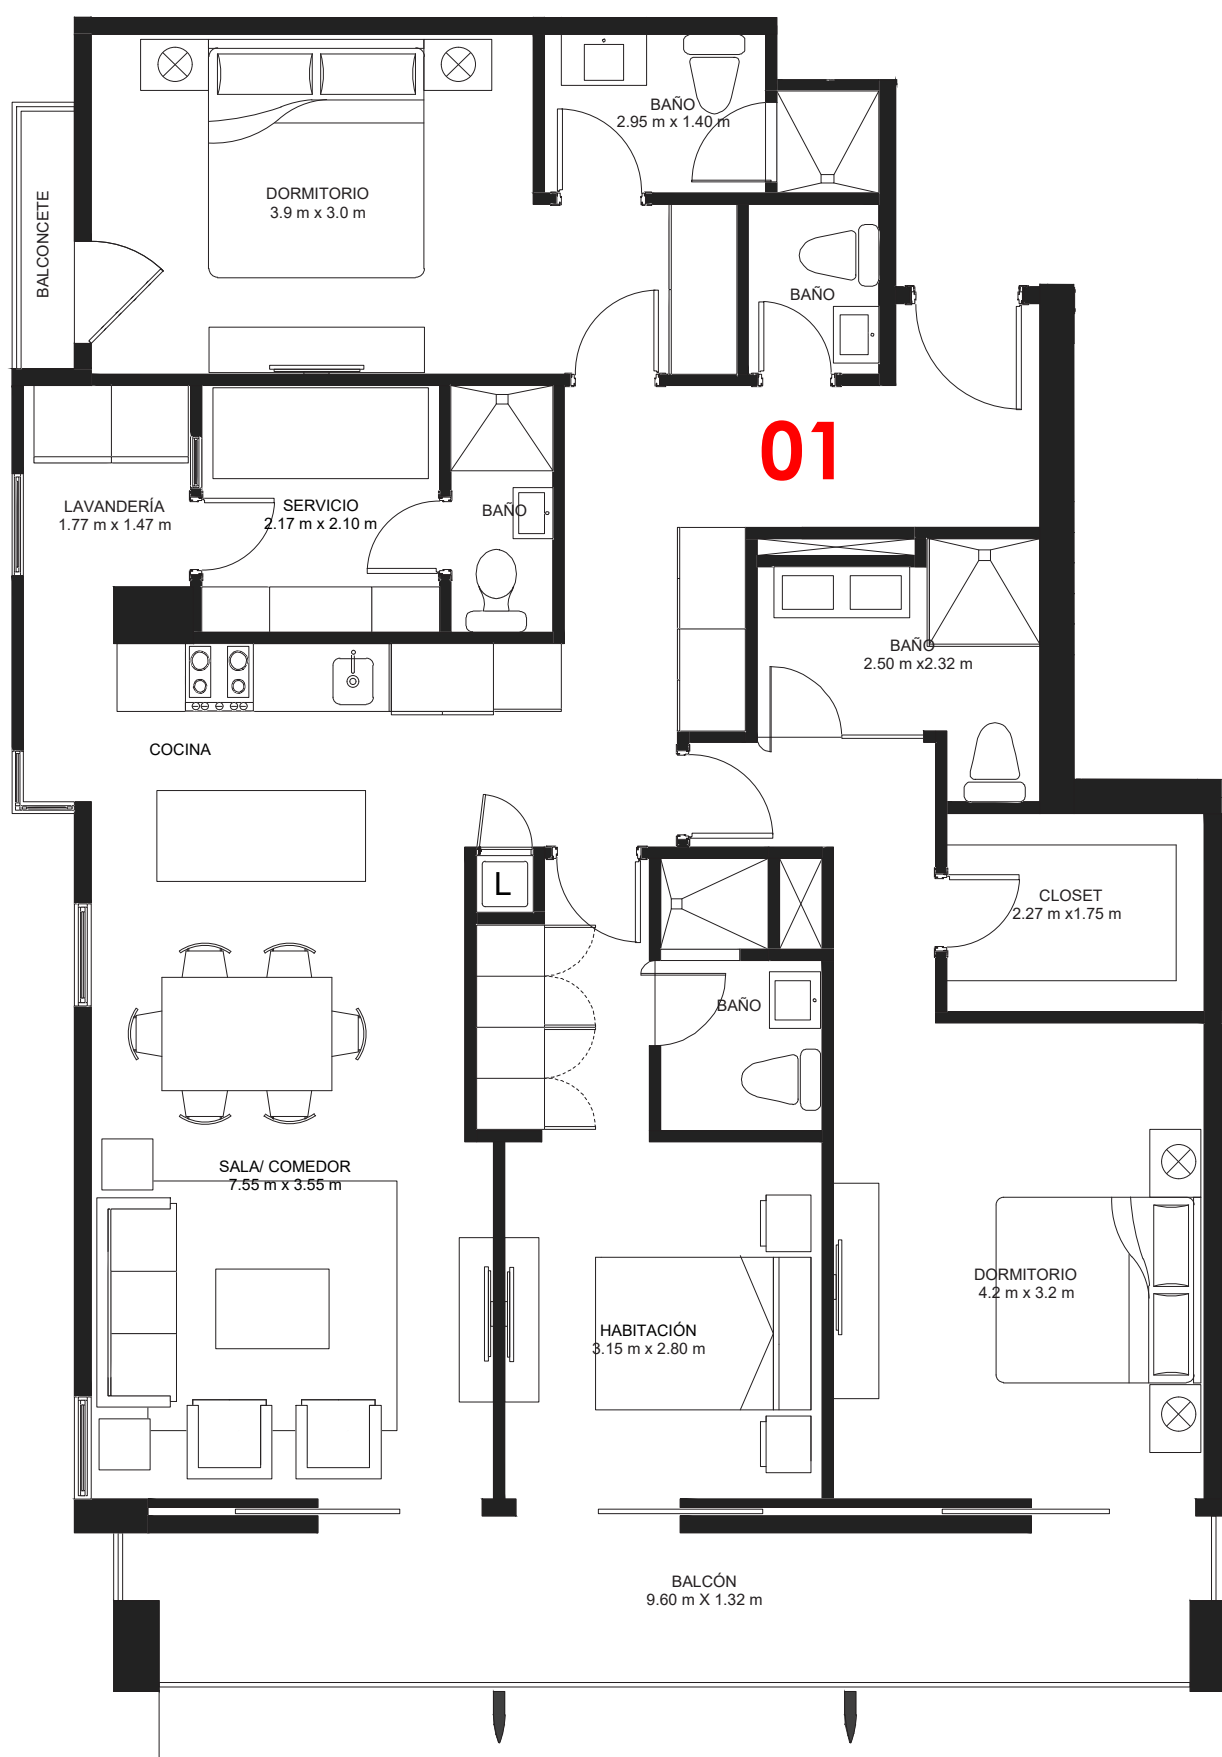 BAÑO
2.95 m x 1.40 m
DORMITORIO
3.9 m x 3.0 m
BALCONCETE
BAÑO
01
LAVANDERÍA
1.77 m x 1.47 m
SERVICIO
2.17 m x 2.10 m
BAÑO
BAÑO
2.50 m x2.32 m
COCINA
L
CLOSET
2.27 m x1.75 m
BAÑO
SALA/ COMEDOR
7.55 m x 3.55 m
DORMITORIO
4.2 m x 3.2 m
HABITACIÓN
3.15 m x 2.80 m
BALCÓN
9.60 m X 1.32 m